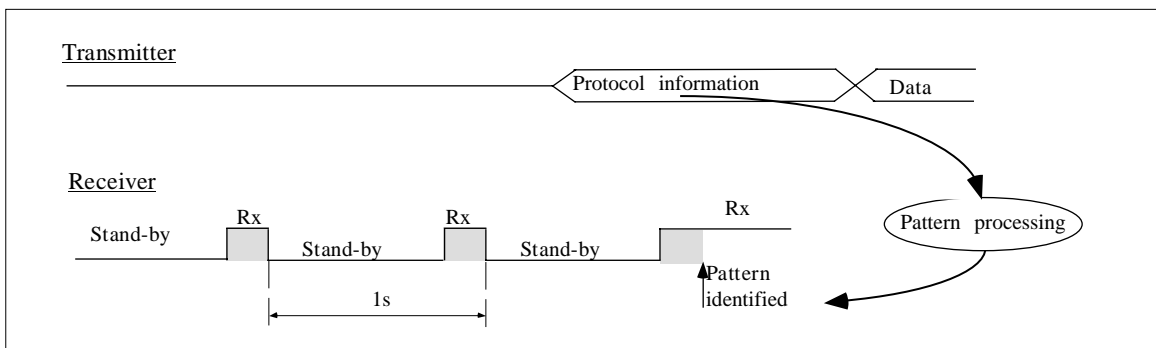 Transmitter
Protocol information
Data
Receiver
Stand-by
Rx
Stand-by
Rx
Stand-by
Rx
Pattern processing
1s
Pattern
identified